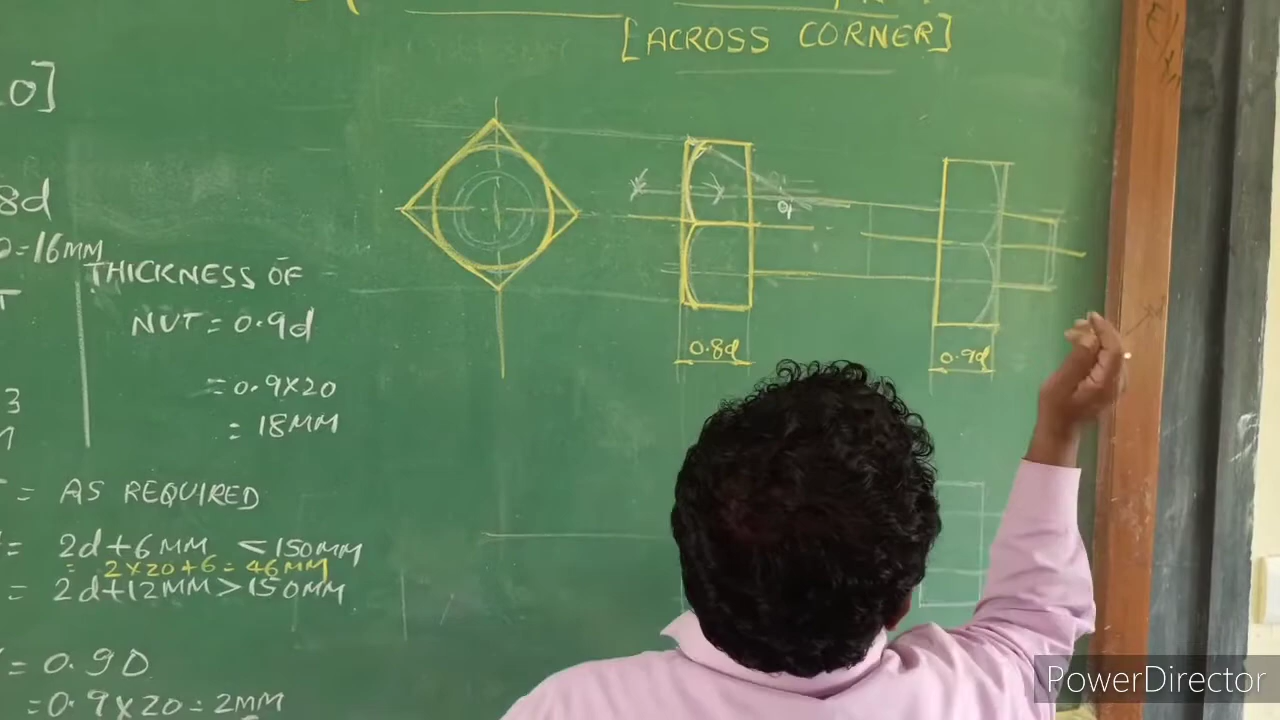 [ACROSS CORNER]
0]
8d
=16MM
THICKNESS OF
NUT = 0.9d
= 0.9X20
= 18MM
3
= AS REQUIRED
= 2d+6MM <150MM
= 2X20+6 = 46MM
= 2d+12MM >150MM
= 0.9D
=0.9X20=2MM
0.8d
0.9d
PowerDirector